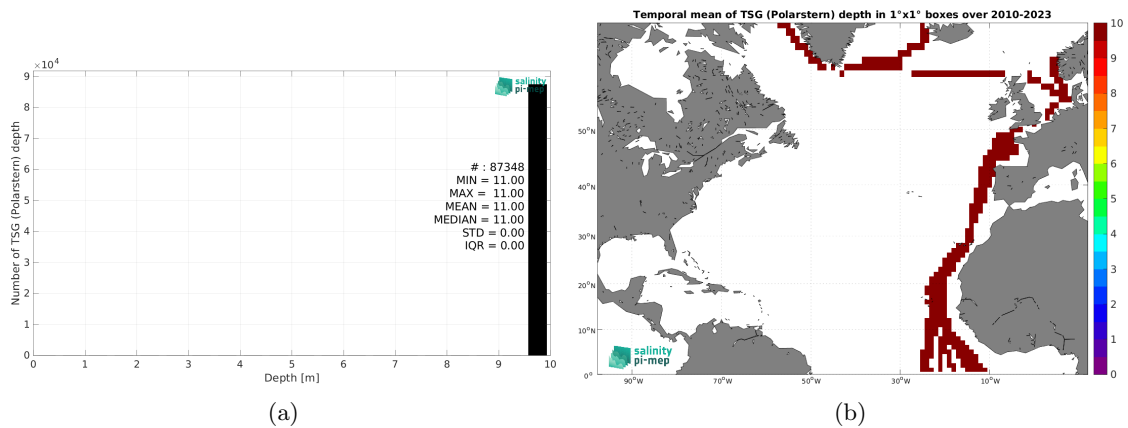 Temporal mean of TSG (Polarstern) depth in 1°x1° boxes over 2010-2023
×10⁴
9
8
7
6
5
4
3
2
1
0
Number of TSG (Polarstern) depth
salinity
pi-mep
# : 87348
MIN = 11.00
MAX = 11.00
MEAN = 11.00
MEDIAN = 11.00
STD = 0.00
IQR = 0.00
0 1 2 3 4 5 6 7 8 9 10
Depth [m]
(a)
50°N
40°N
30°N
20°N
10°N
0°
90°W 70°W 50°W 30°W 10°W
salinity
pi-mep
10
9
8
7
6
5
4
3
2
1
0
(b)